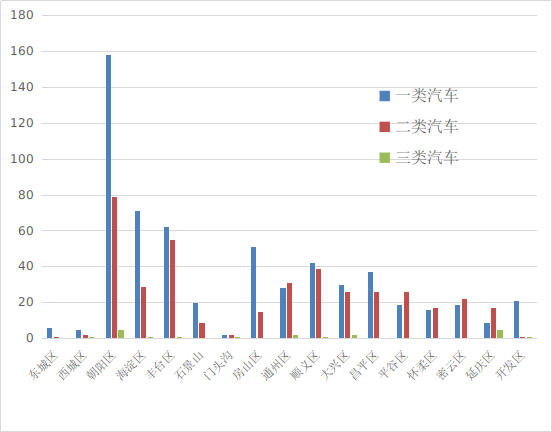 180
160
140
120
100
80
60
40
20
0
一类汽车
二类汽车
三类汽车
东城区
西城区
朝阳区
海淀区
丰台区
石景山
门头沟
房山区
通州区
顺义区
大兴区
昌平区
平谷区
怀柔区
密云区
延庆区
开发区